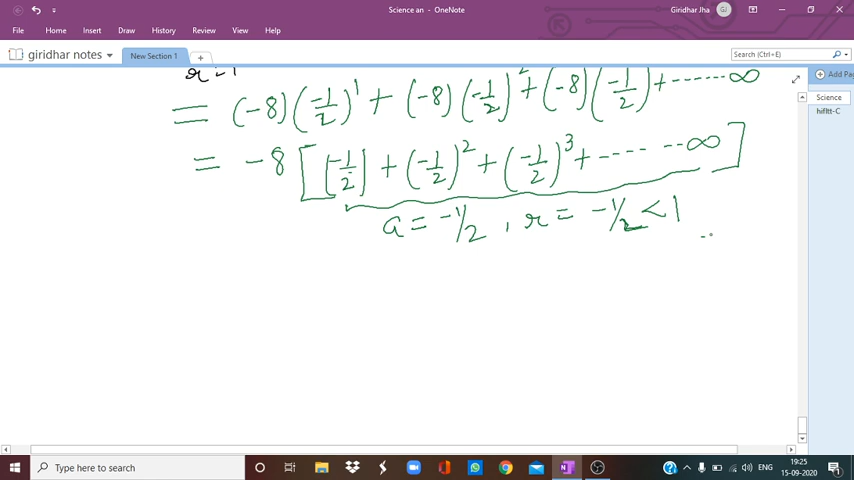 Science an - OneNote
Giridhar Jha GJ
File Home Insert Draw History Review View Help
giridhar notes New Section 1 +
Search (Ctrl+E)
Add Pag
Science
hifltt-C
= (-8)(-1/2)^1 + (-8)(-1/2)^2 + (-8)(-1/2) + ------ ∞
= -8 [(-1/2) + (-1/2)^2 + (-1/2)^3 + ---- -- ∞]
a = -1/2 , r = -1/2 < 1
Type here to search
ENG
19:25
15-09-2020